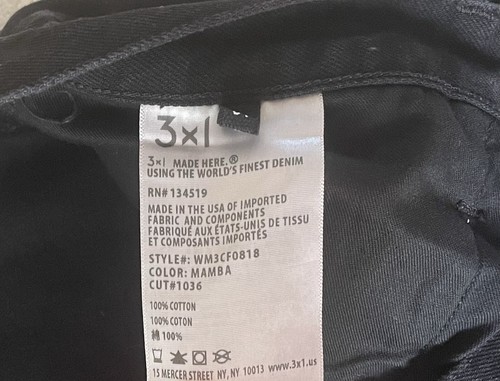 3×1
3×1 MADE HERE.®
USING THE WORLD'S FINEST DENIM
RN#134519
MADE IN THE USA OF IMPORTED
FABRIC AND COMPONENTS
FABRIQUÉ AUX ÉTATS-UNIS DE TISSU
ET COMPOSANTS IMPORTÉS
STYLE#: WM3CF0818
COLOR: MAMBA
CUT#1036
100% COTTON
100% COTON
綿 100%
15 MERCER STREET NY, NY 10013 www.3x1.us